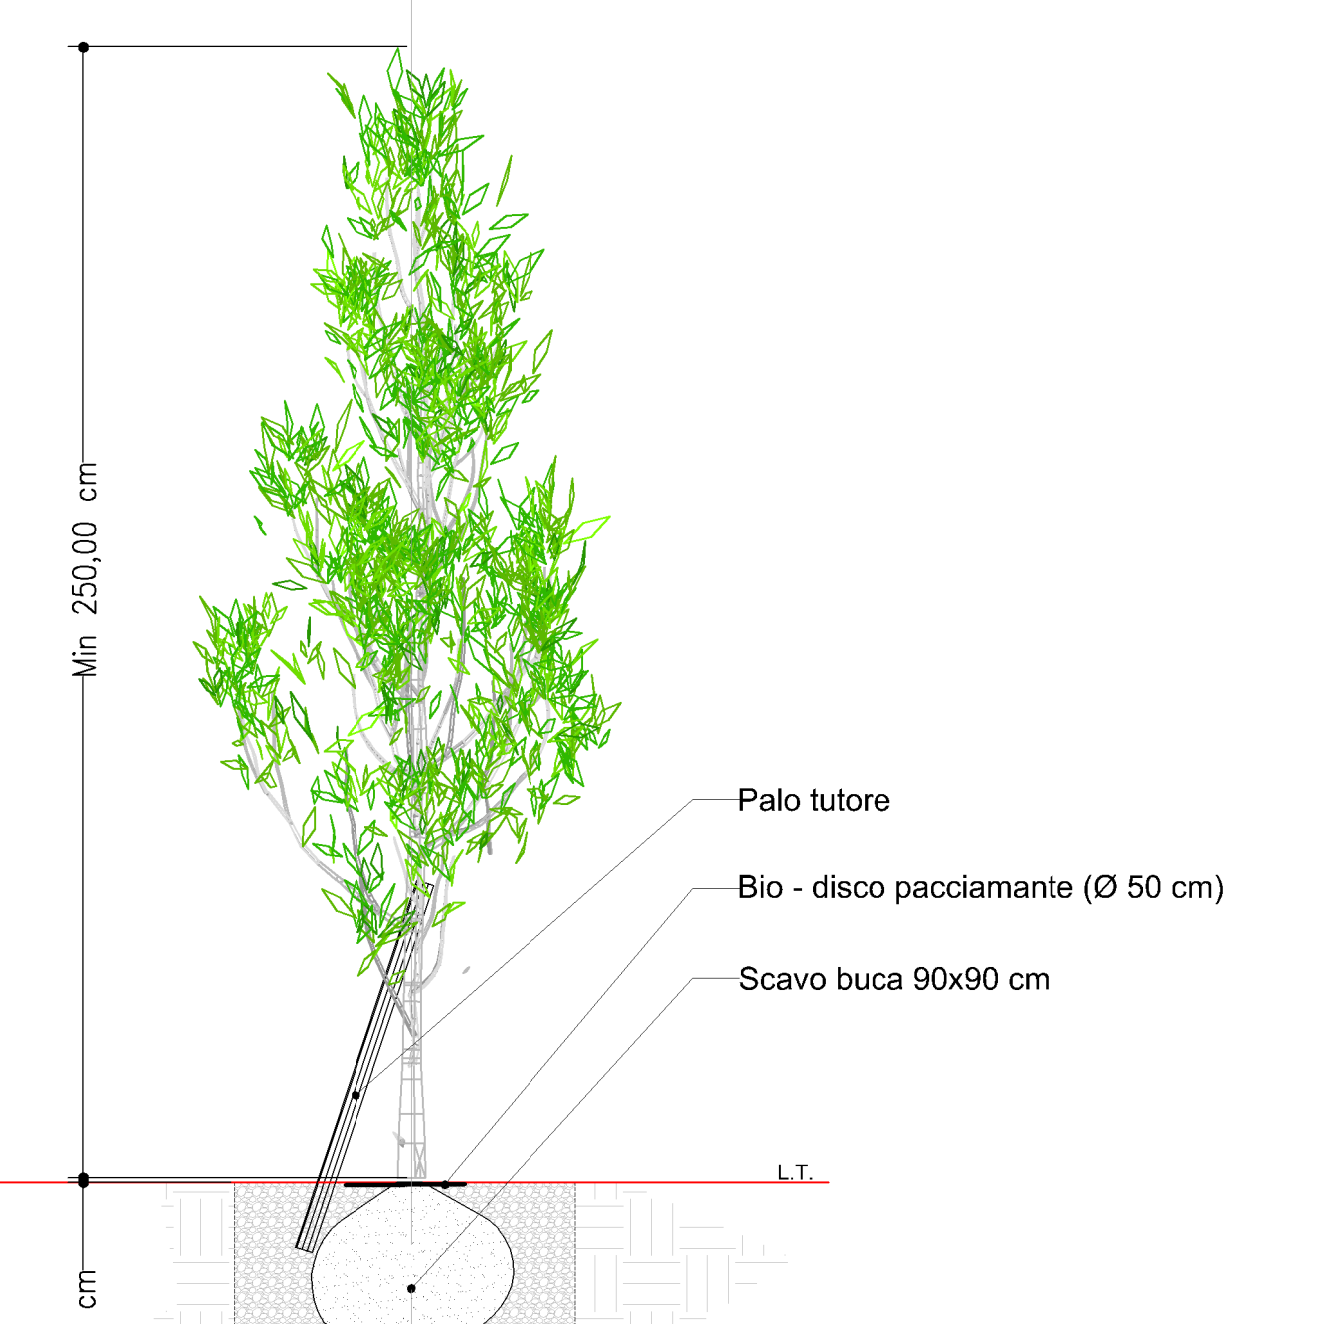 Min 250,00 cm
Palo tutore
Bio - disco pacciamante (Ø 50 cm)
Scavo buca 90x90 cm
L.T.
cm